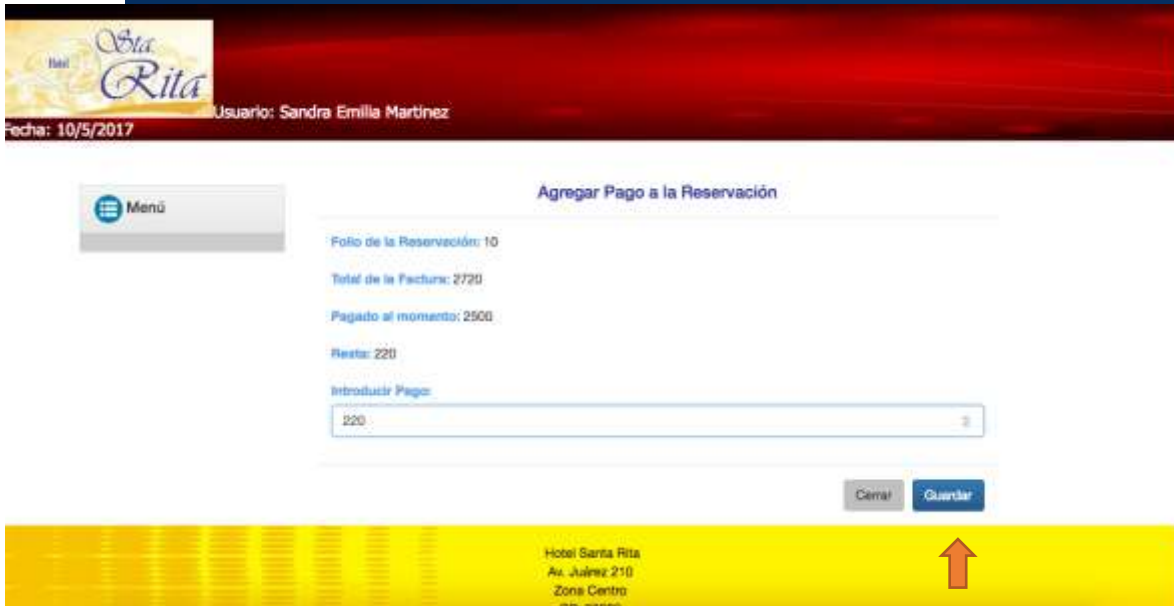 Hotel
Sta.
Rita
Usuario: Sandra Emilia Martinez
Fecha: 10/5/2017
Menú
Agregar Pago a la Reservación
Folio de la Reservación: 10
Total de la Factura: 2720
Pagado al momento: 2500
Resta: 220
Introducir Pago:
220
Cerrar
Guardar
Hotel Santa Rita
Av. Juárez 210
Zona Centro